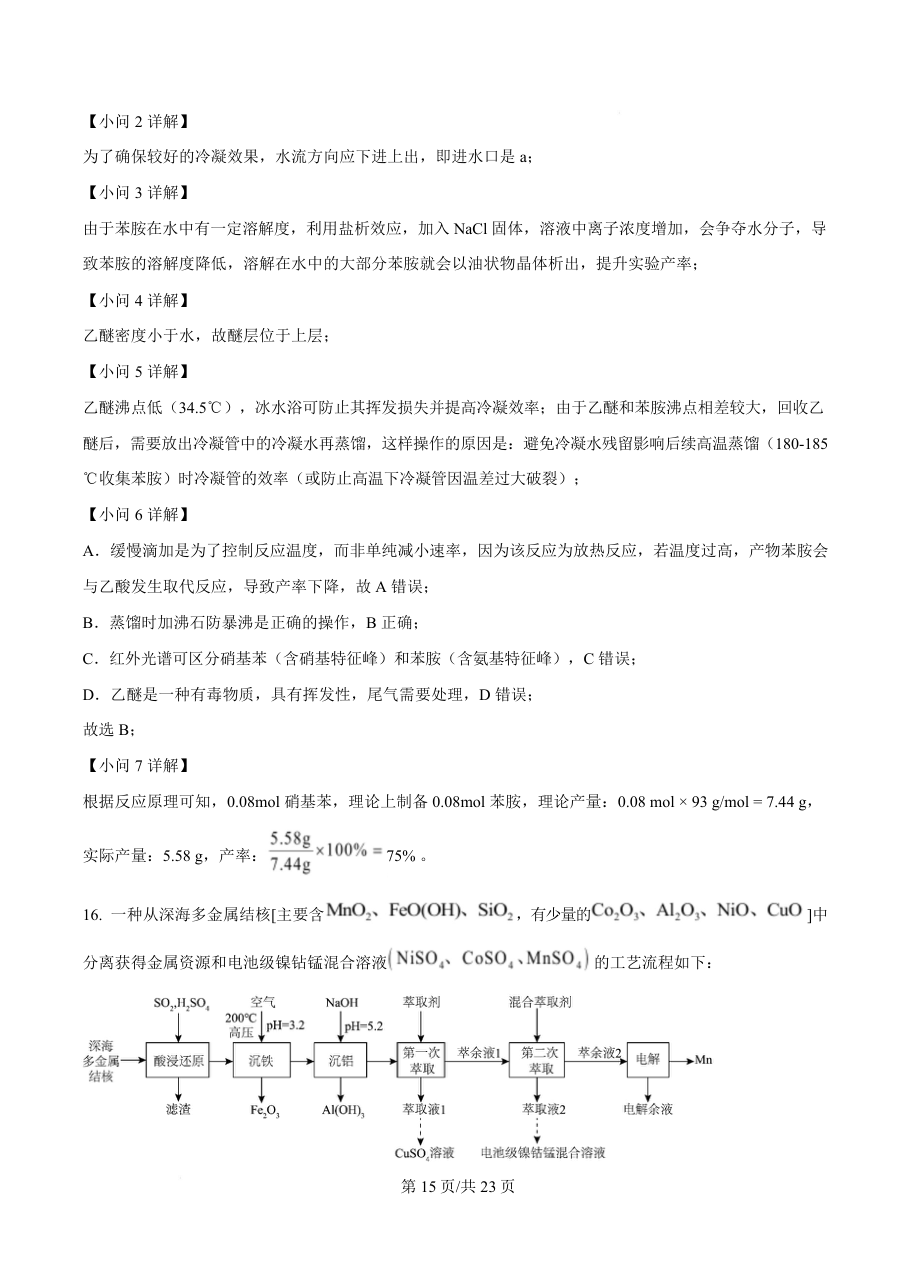 【小问 2 详解】
为了确保较好的冷凝效果，水流方向应下进上出，即进水口是 a；
【小问 3 详解】
由于苯胺在水中有一定溶解度，利用盐析效应，加入 NaCl 固体，溶液中离子浓度增加，会争夺水分子，导
致苯胺的溶解度降低，溶解在水中的大部分苯胺就会以油状物晶体析出，提升实验产率；
【小问 4 详解】
乙醚密度小于水，故醚层位于上层；
【小问 5 详解】
乙醚沸点低（34.5℃），冰水浴可防止其挥发损失并提高冷凝效率；由于乙醚和苯胺沸点相差较大，回收乙
醚后，需要放出冷凝管中的冷凝水再蒸馏，这样操作的原因是：避免冷凝水残留影响后续高温蒸馏（180-185
℃收集苯胺）时冷凝管的效率（或防止高温下冷凝管因温差过大破裂）；
【小问 6 详解】
A．缓慢滴加是为了控制反应温度，而非单纯减小速率，因为该反应为放热反应，若温度过高，产物苯胺会
与乙酸发生取代反应，导致产率下降，故 A 错误；
B．蒸馏时加沸石防暴沸是正确的操作，B 正确；
C．红外光谱可区分硝基苯（含硝基特征峰）和苯胺（含氨基特征峰），C 错误；
D．乙醚是一种有毒物质，具有挥发性，尾气需要处理，D 错误；
故选 B；
【小问 7 详解】
根据反应原理可知，0.08mol 硝基苯，理论上制备 0.08mol 苯胺，理论产量：0.08 mol × 93 g/mol = 7.44 g，
实际产量：5.58 g，产率：5.58g/7.44g ×100% = 75% 。
16. 一种从深海多金属结核[主要含MnO₂、FeO(OH)、SiO₂，有少量的Co₂O₃、Al₂O₃、NiO、CuO ]中
分离获得金属资源和电池级镍钴锰混合溶液(NiSO₄、CoSO₄、MnSO₄) 的工艺流程如下：
SO₂,H₂SO₄ 空气 NaOH 萃取剂 混合萃取剂
200℃ 高压 pH=3.2 pH=5.2
深海多金属结核 酸浸还原 沉铁 沉铝 第一次萃取 萃余液1 第二次萃取 萃余液2 电解 Mn
滤渣 Fe₂O₃ Al(OH)₃ 萃取液1 萃取液2 电解余液
CuSO₄溶液 电池级镍钴锰混合溶液
第 15 页/共 23 页